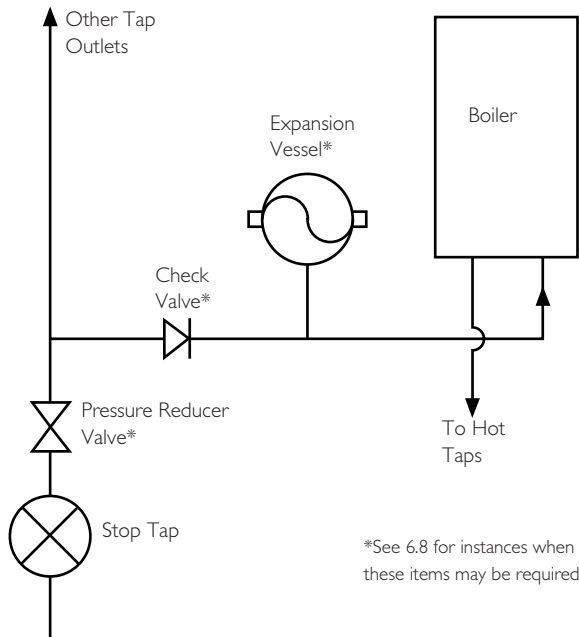 Other Tap
Outlets
Boiler
Expansion
Vessel*
Check
Valve*
Pressure Reducer
Valve*
To Hot
Taps
Stop Tap
*See 6.8 for instances when
these items may be required